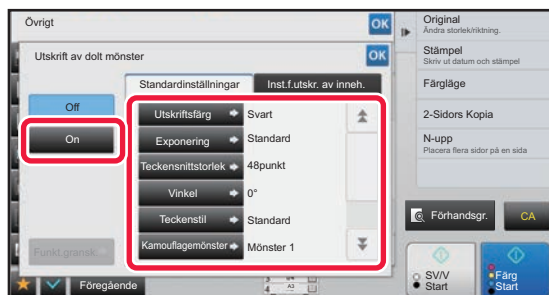 Övrigt
OK
Utskrift av dolt mönster
OK
Standardinställningar
Inst.f.utskr. av inneh.
Off
On
Utskriftsfärg
Svart
Exponering
Standard
Teckensnittstorlek
48punkt
Vinkel
0°
Teckenstil
Standard
Kamouflagemönster
Mönster 1
Funkt.gransk.
Föregående
Original
Ändra storlek/riktning.
Stämpel
Skriv ut datum och stämpel
Färgläge
2-Sidors Kopia
N-upp
Placera flera sidor på en sida
Förhandsgr.
CA
SV/V
Start
Färg
Start